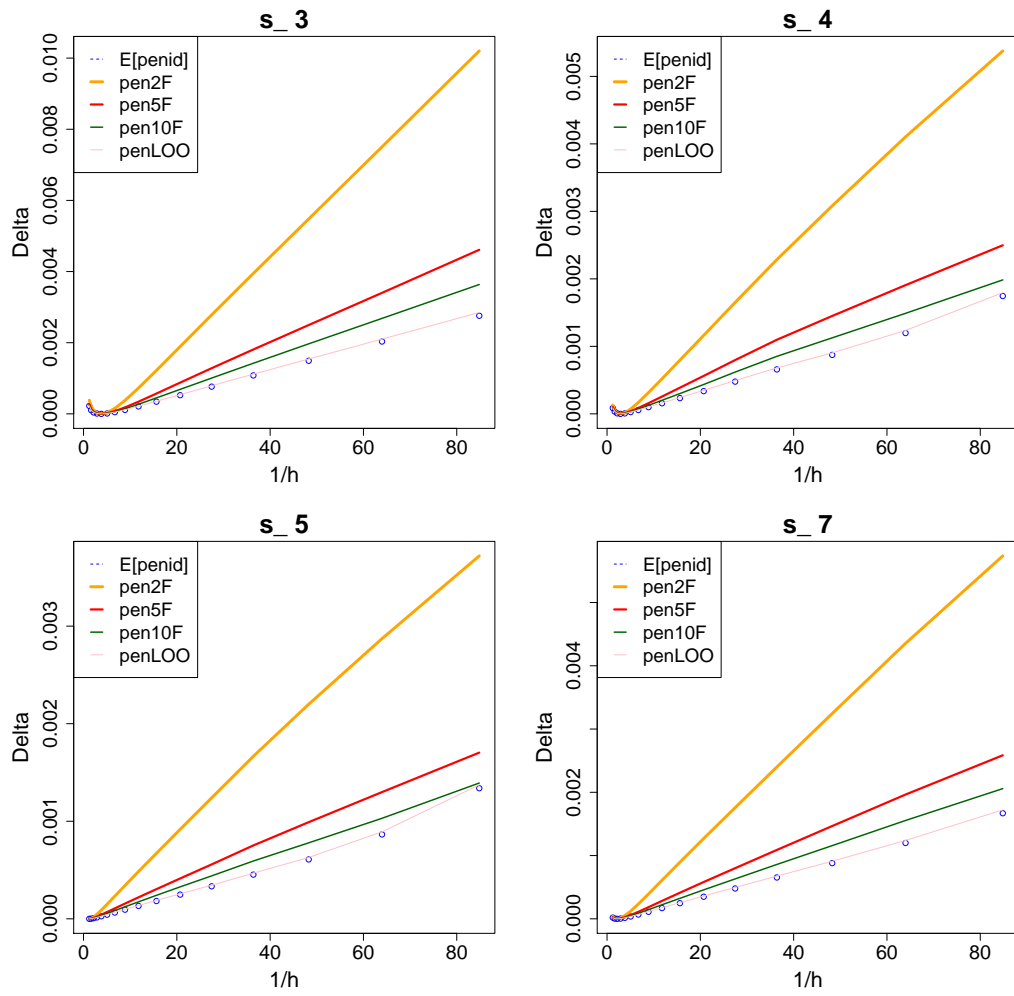 s_ 3
E[penid]
pen2F
pen5F
pen10F
penLOO
Delta
0.000
0.002
0.004
0.006
0.008
0.010
0
20
40
60
80
1/h
s_ 4
E[penid]
pen2F
pen5F
pen10F
penLOO
Delta
0.000
0.001
0.002
0.003
0.004
0.005
0
20
40
60
80
1/h
s_ 5
E[penid]
pen2F
pen5F
pen10F
penLOO
Delta
0.000
0.001
0.002
0.003
0
20
40
60
80
1/h
s_ 7
E[penid]
pen2F
pen5F
pen10F
penLOO
Delta
0.000
0.002
0.004
0
20
40
60
80
1/h